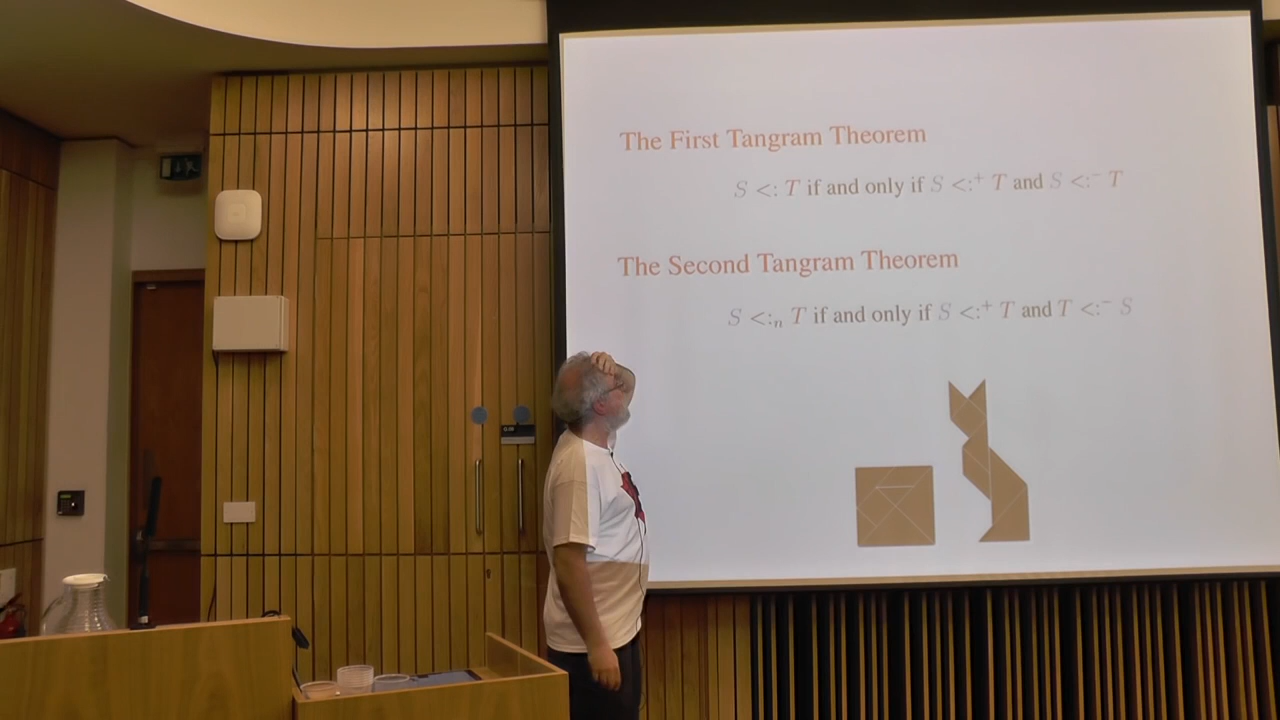 The First Tangram Theorem
S <: T if and only if S <:⁺ T and S <:⁻ T
The Second Tangram Theorem
S <:ₙ T if and only if S <:⁺ T and T <:⁻ S